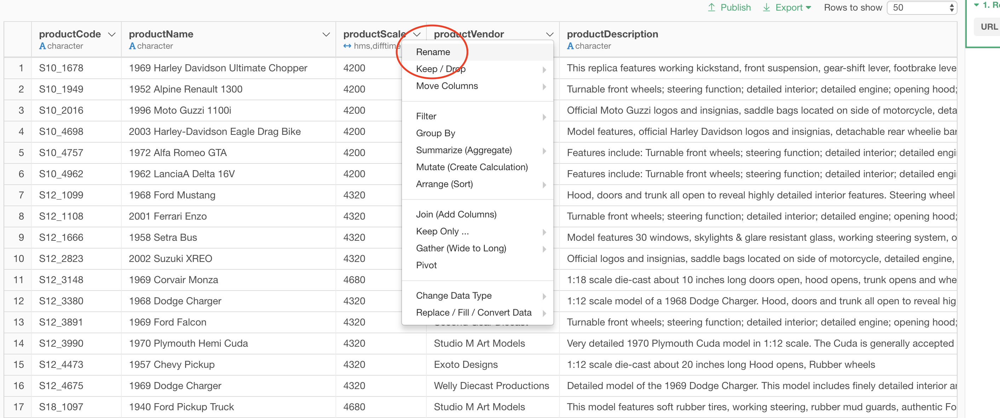 Publish Export Rows to show 50
1. R
URL
productCode productName productScale productVendor productDescription
character character hms,difftime character
Rename
Keep / Drop
Move Columns
Filter
Group By
Summarize (Aggregate)
Mutate (Create Calculation)
Arrange (Sort)
Join (Add Columns)
Keep Only ...
Gather (Wide to Long)
Pivot
Change Data Type
Replace / Fill / Convert Data
1 S10_1678 1969 Harley Davidson Ultimate Chopper 4200 This replica features working kickstand, front suspension, gear-shift lever, footbrake leve
2 S10_1949 1952 Alpine Renault 1300 4200 Turnable front wheels; steering function; detailed interior; detailed engine; opening hood;
3 S10_2016 1996 Moto Guzzi 1100i 4200 Official Moto Guzzi logos and insignias, saddle bags located on side of motorcycle, deta
4 S10_4698 2003 Harley-Davidson Eagle Drag Bike 4200 Model features, official Harley Davidson logos and insignias, detachable rear wheelie bar
5 S10_4757 1972 Alfa Romeo GTA 4200 Features include: Turnable front wheels; steering function; detailed interior; detailed engi
6 S10_4962 1962 LanciaA Delta 16V 4200 Features include: Turnable front wheels; steering function; detailed interior; detailed engi
7 S12_1099 1968 Ford Mustang 4320 Hood, doors and trunk all open to reveal highly detailed interior features. Steering wheel
8 S12_1108 2001 Ferrari Enzo 4320 Turnable front wheels; steering function; detailed interior; detailed engine; opening hood;
9 S12_1666 1958 Setra Bus 4320 Model features 30 windows, skylights & glare resistant glass, working steering system, o
10 S12_2823 2002 Suzuki XREO 4320 Official logos and insignias, saddle bags located on side of motorcycle, detailed engine,
11 S12_3148 1969 Corvair Monza 4680 1:18 scale die-cast about 10 inches long doors open, hood opens, trunk opens and whe
12 S12_3380 1968 Dodge Charger 4320 1:12 scale model of a 1968 Dodge Charger. Hood, doors and trunk all open to reveal hig
13 S12_3891 1969 Ford Falcon 4320 Turnable front wheels; steering function; detailed interior; detailed engine; opening hood;
14 S12_3990 1970 Plymouth Hemi Cuda 4320 Studio M Art Models Very detailed 1970 Plymouth Cuda model in 1:12 scale. The Cuda is generally accepted
15 S12_4473 1957 Chevy Pickup 4320 Exoto Designs 1:12 scale die-cast about 20 inches long Hood opens, Rubber wheels
16 S12_4675 1969 Dodge Charger 4320 Welly Diecast Productions Detailed model of the 1969 Dodge Charger. This model includes finely detailed interior a
17 S18_1097 1940 Ford Pickup Truck 4680 Studio M Art Models This model features soft rubber tires, working steering, rubber mud guards, authentic Fo